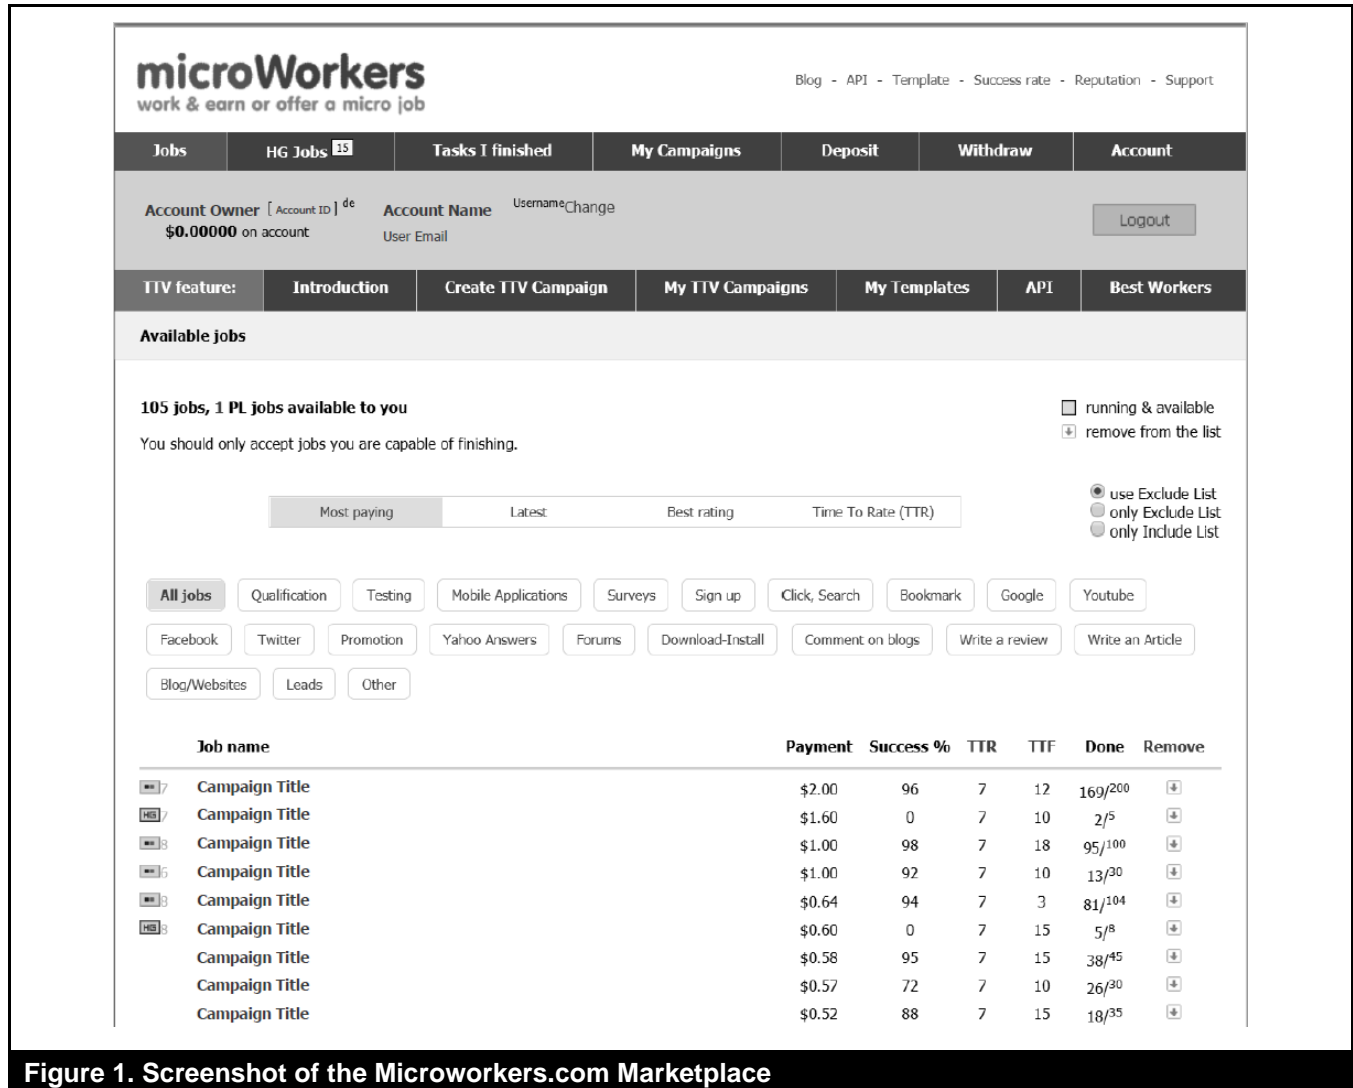 microWorkers
work & earn or offer a micro job
Blog - API - Template - Success rate - Reputation - Support
Jobs HG Jobs 15 Tasks I finished My Campaigns Deposit Withdraw Account
Account Owner [ Account ID ] de Account Name UsernameChange
$0.00000 on account User Email
Logout
TTV feature: Introduction Create TTV Campaign My TTV Campaigns My Templates API Best Workers
Available jobs
105 jobs, 1 PL jobs available to you
running & available
You should only accept jobs you are capable of finishing.
remove from the list
Most paying Latest Best rating Time To Rate (TTR)
use Exclude List
only Exclude List
only Include List
All jobs Qualification Testing Mobile Applications Surveys Sign up Click, Search Bookmark Google Youtube
Facebook Twitter Promotion Yahoo Answers Forums Download-Install Comment on blogs Write a review Write an Article
Blog/Websites Leads Other
Job name Payment Success % TTR TTF Done Remove
7 Campaign Title $2.00 96 7 12 169/200
HG 7 Campaign Title $1.60 0 7 10 2/5
8 Campaign Title $1.00 98 7 18 95/100
6 Campaign Title $1.00 92 7 10 13/30
8 Campaign Title $0.64 94 7 3 81/104
HG 8 Campaign Title $0.60 0 7 15 5/8
Campaign Title $0.58 95 7 15 38/45
Campaign Title $0.57 72 7 10 26/30
Campaign Title $0.52 88 7 15 18/35
Figure 1. Screenshot of the Microworkers.com Marketplace